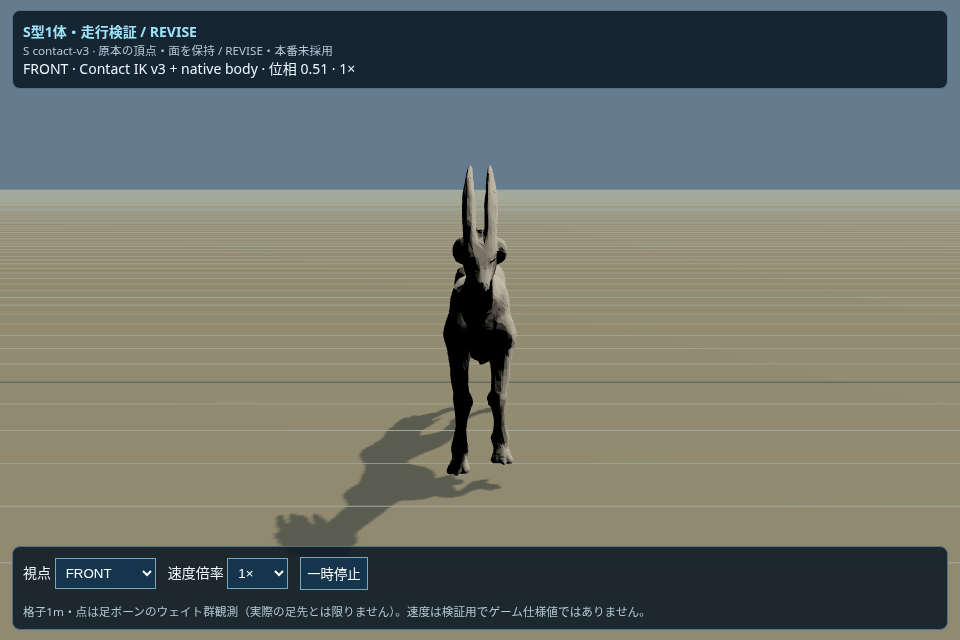 S型1体・走行検証 / REVISE
S contact-v3 · 原本の頂点・面を保持 / REVISE・本番未採用
FRONT · Contact IK v3 + native body · 位相 0.51 · 1×
視点 FRONT 速度倍率 1× 一時停止
格子1m・点は足ボーンのウェイト群観測（実際の足先とは限りません）。速度は検証用でゲーム仕様値ではありません。